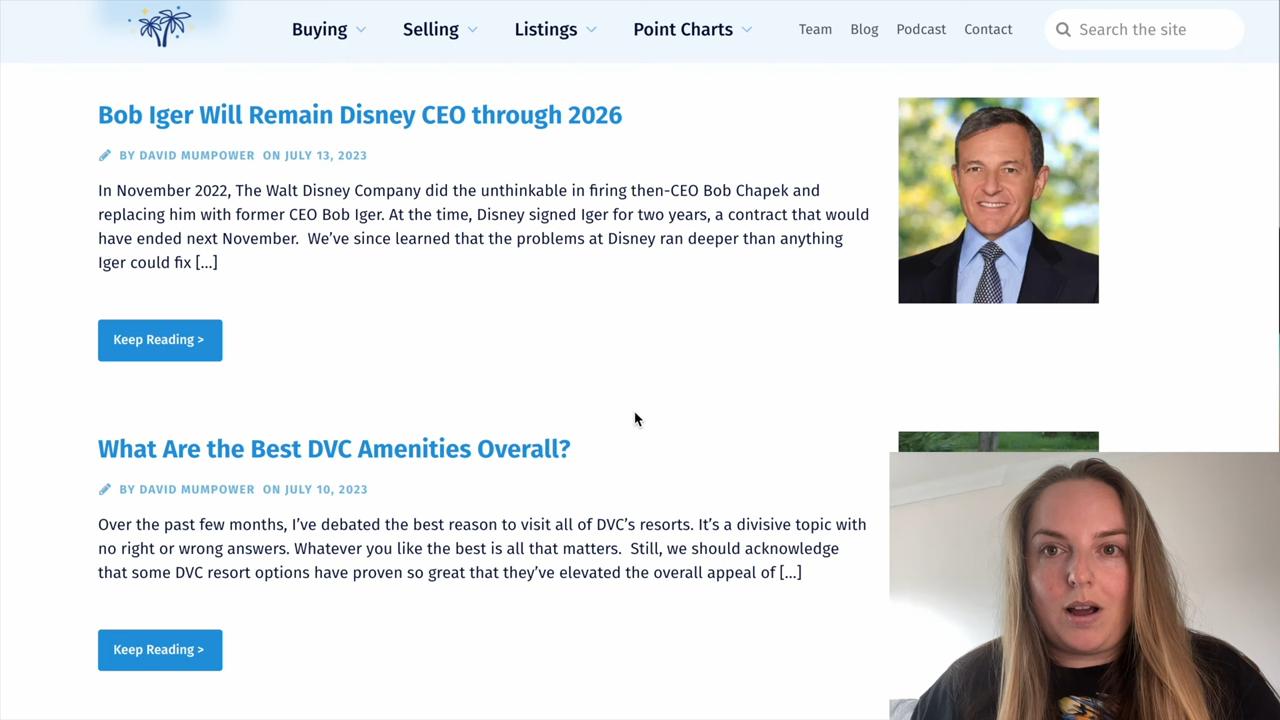 Buying Selling Listings Point Charts Team Blog Podcast Contact Search the site
Bob Iger Will Remain Disney CEO through 2026
BY DAVID MUMPOWER ON JULY 13, 2023
In November 2022, The Walt Disney Company did the unthinkable in firing then-CEO Bob Chapek and
replacing him with former CEO Bob Iger. At the time, Disney signed Iger for two years, a contract that would
have ended next November.  We’ve since learned that the problems at Disney ran deeper than anything
Iger could fix [...]
Keep Reading >
What Are the Best DVC Amenities Overall?
BY DAVID MUMPOWER ON JULY 10, 2023
Over the past few months, I’ve debated the best reason to visit all of DVC’s resorts. It’s a divisive topic with
no right or wrong answers. Whatever you like the best is all that matters.  Still, we should acknowledge
that some DVC resort options have proven so great that they’ve elevated the overall appeal of [...]
Keep Reading >